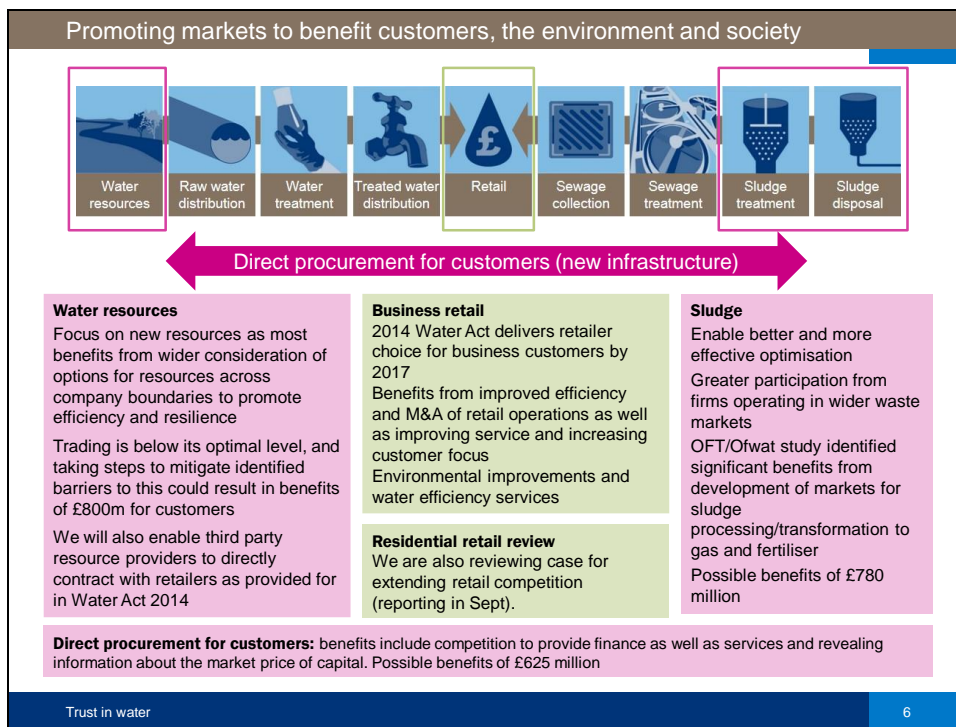 Promoting markets to benefit customers, the environment and society
£
Water
resources
Raw water
distribution
Water
treatment
Treated water
distribution
Retail
Sewage
collection
Sewage
treatment
Sludge
treatment
Sludge
disposal
Direct procurement for customers (new infrastructure)
Water resources
Focus on new resources as most
benefits from wider consideration of
options for resources across
company boundaries to promote
efficiency and resilience
Trading is below its optimal level, and
taking steps to mitigate identified
barriers to this could result in benefits
of £800m for customers
We will also enable third party
resource providers to directly
contract with retailers as provided for
in Water Act 2014
Business retail
2014 Water Act delivers retailer
choice for business customers by
2017
Benefits from improved efficiency
and M&A of retail operations as well
as improving service and increasing
customer focus
Environmental improvements and
water efficiency services
Residential retail review
We are also reviewing case for
extending retail competition
(reporting in Sept).
Sludge
Enable better and more
effective optimisation
Greater participation from
firms operating in wider waste
markets
OFT/Ofwat study identified
significant benefits from
development of markets for
sludge
processing/transformation to
gas and fertiliser
Possible benefits of £780
million
Direct procurement for customers: benefits include competition to provide finance as well as services and revealing
information about the market price of capital. Possible benefits of £625 million
Trust in water
6